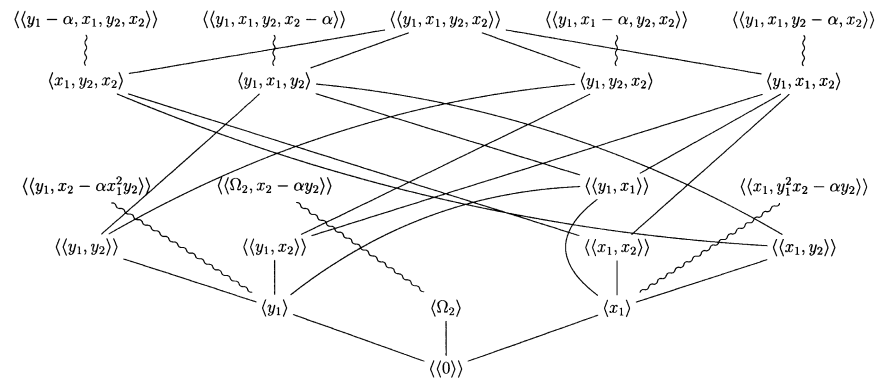 ⟨⟨y₁ − α, x₁, y₂, x₂⟩⟩ ⟨⟨y₁, x₁, y₂, x₂ − α⟩⟩ ⟨⟨y₁, x₁, y₂, x₂⟩⟩ ⟨⟨y₁, x₁ − α, y₂, x₂⟩⟩ ⟨⟨y₁, x₁, y₂ − α, x₂⟩⟩
⟨x₁, y₂, x₂⟩ ⟨y₁, x₁, y₂⟩ ⟨y₁, y₂, x₂⟩ ⟨y₁, x₁, x₂⟩
⟨⟨y₁, x₂ − αx₁²y₂⟩⟩ ⟨⟨Ω₂, x₂ − αy₂⟩⟩ ⟨⟨y₁, x₁⟩⟩ ⟨⟨x₁, y₁²x₂ − αy₂⟩⟩
⟨⟨y₁, y₂⟩⟩ ⟨⟨y₁, x₂⟩⟩ ⟨⟨x₁, x₂⟩⟩ ⟨⟨x₁, y₂⟩⟩
⟨y₁⟩ ⟨Ω₂⟩ ⟨x₁⟩
⟨⟨0⟩⟩